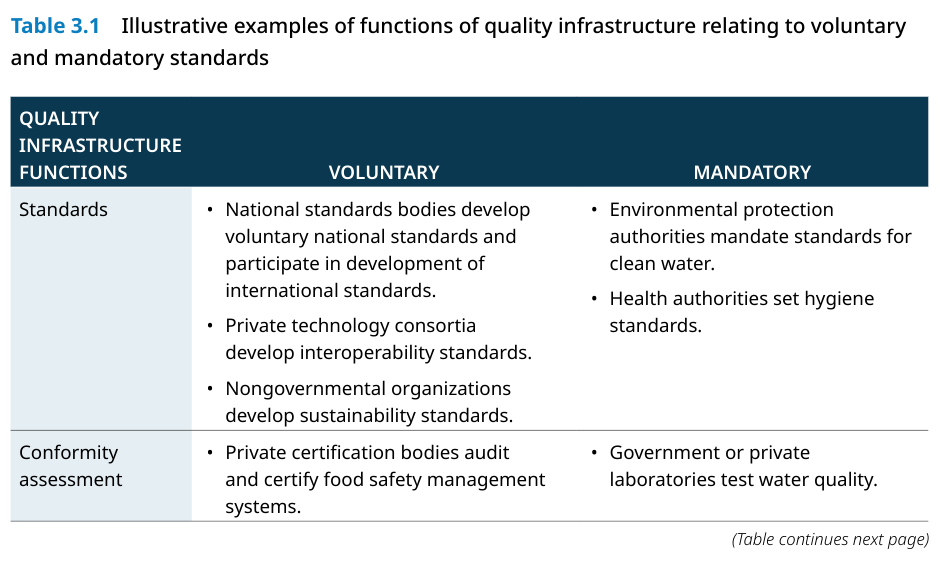 Table 3.1 Illustrative examples of functions of quality infrastructure relating to voluntary
and mandatory standards
QUALITY
INFRASTRUCTURE
FUNCTIONS
VOLUNTARY
MANDATORY
Standards
• National standards bodies develop
voluntary national standards and
participate in development of
international standards.
• Private technology consortia
develop interoperability standards.
• Nongovernmental organizations
develop sustainability standards.
• Environmental protection
authorities mandate standards for
clean water.
• Health authorities set hygiene
standards.
Conformity
assessment
• Private certification bodies audit
and certify food safety management
systems.
• Government or private
laboratories test water quality.
(Table continues next page)